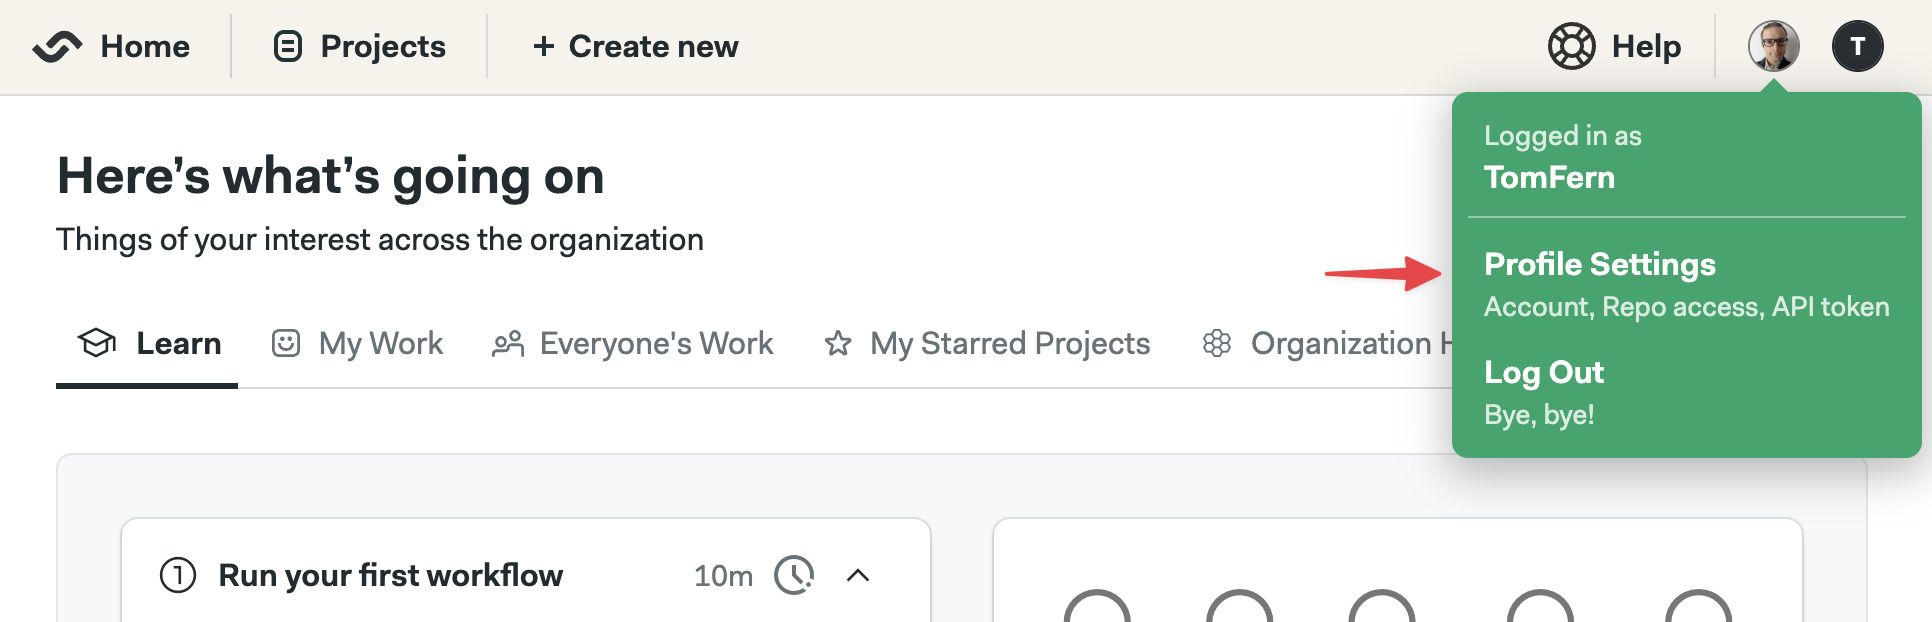 Home
Projects
+ Create new
Help
T
Logged in as
TomFern
Profile Settings
Account, Repo access, API token
Log Out
Bye, bye!
Here's what's going on
Things of your interest across the organization
Learn
My Work
Everyone's Work
My Starred Projects
Organization H
1 Run your first workflow
10m